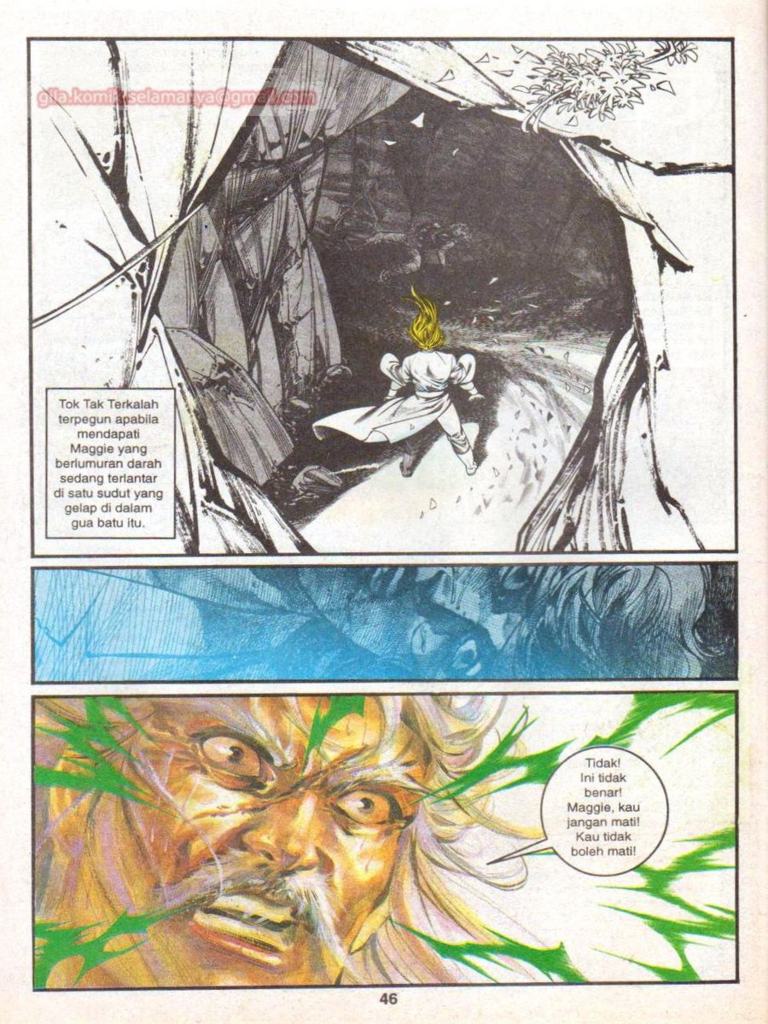 gila.komik.selamanya@gmail.com
Tok Tak Terkalah
terpegun apabila
mendapati
Maggie yang
berlumuran darah
sedang terlantar
di satu sudut yang
gelap di dalam
gua batu itu.
Tidak!
Ini tidak
benar!
Maggie, kau
jangan mati!
Kau tidak
boleh mati!
46